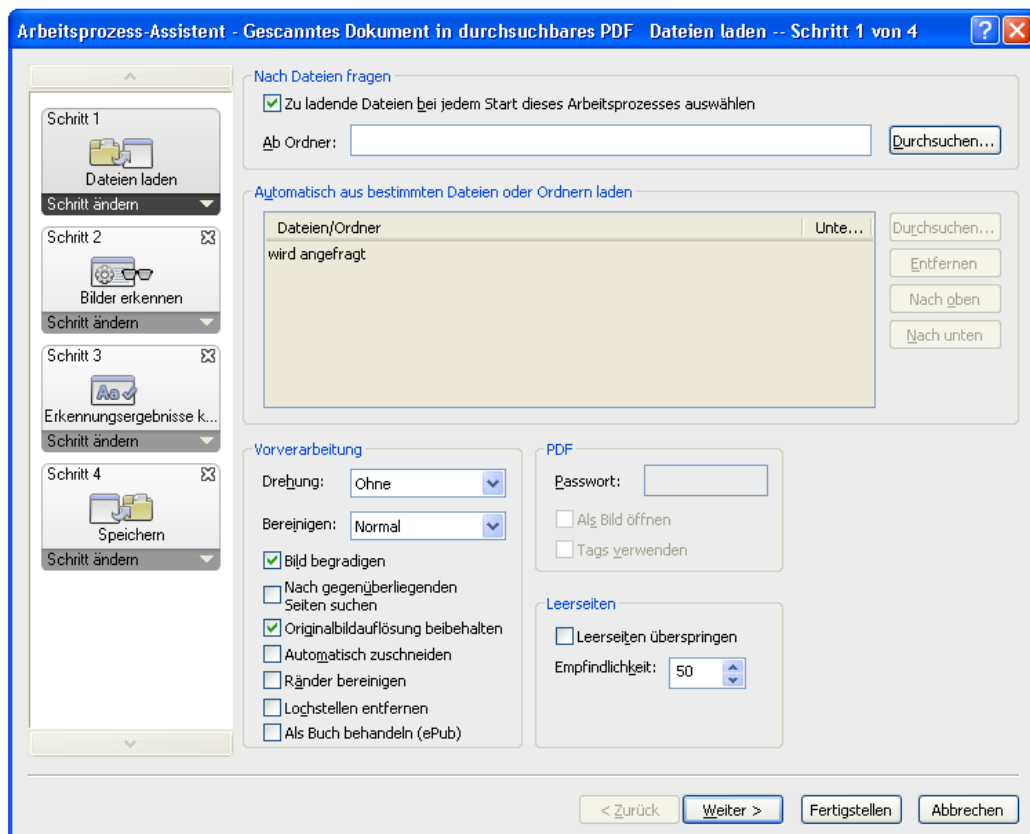 Arbeitsprozess-Assistent - Gescanntes Dokument in durchsuchbares PDF   Dateien laden -- Schritt 1 von 4
Schritt 1
Dateien laden
Schritt ändern
Schritt 2
Bilder erkennen
Schritt ändern
Schritt 3
Erkennungsergebnisse k...
Schritt ändern
Schritt 4
Speichern
Schritt ändern
Nach Dateien fragen
Zu ladende Dateien bei jedem Start dieses Arbeitsprozesses auswählen
Ab Ordner:
Durchsuchen...
Automatisch aus bestimmten Dateien oder Ordnern laden
Dateien/Ordner Unte...
wird angefragt
Durchsuchen...
Entfernen
Nach oben
Nach unten
Vorverarbeitung
Drehung: Ohne
Bereinigen: Normal
Bild begradigen
Nach gegenüberliegenden
Seiten suchen
Originalbildauflösung beibehalten
Automatisch zuschneiden
Ränder bereinigen
Lochstellen entfernen
Als Buch behandeln (ePub)
PDF
Passwort:
Als Bild öffnen
Tags verwenden
Leerseiten
Leerseiten überspringen
Empfindlichkeit: 50
< Zurück Weiter > Fertigstellen Abbrechen